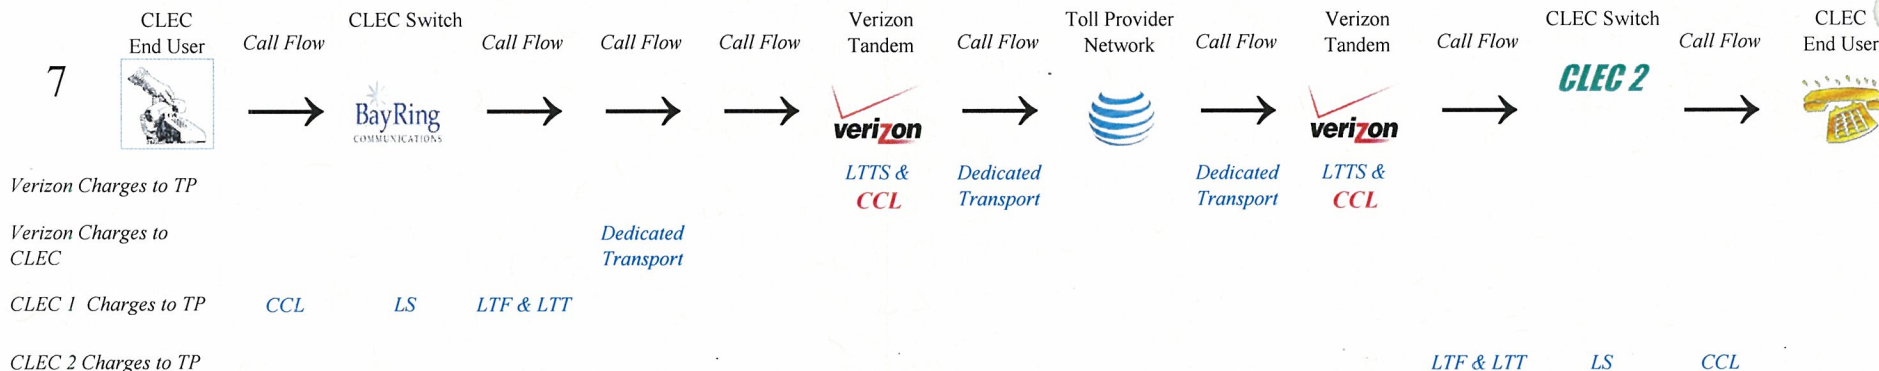 CLEC CLEC Switch Verizon Toll Provider Verizon CLEC Switch CLEC
End User Call Flow Call Flow Call Flow Call Flow Tandem Call Flow Network Call Flow Tandem Call Flow Call Flow End User
7 BayRing COMMUNICATIONS verizon verizon CLEC 2
LTTS & Dedicated Dedicated LTTS &
Verizon Charges to TP CCL Transport Transport CCL
Verizon Charges to Dedicated
CLEC Transport
CLEC 1 Charges to TP CCL LS LTF & LTT
CLEC 2 Charges to TP LTF & LTT LS CCL